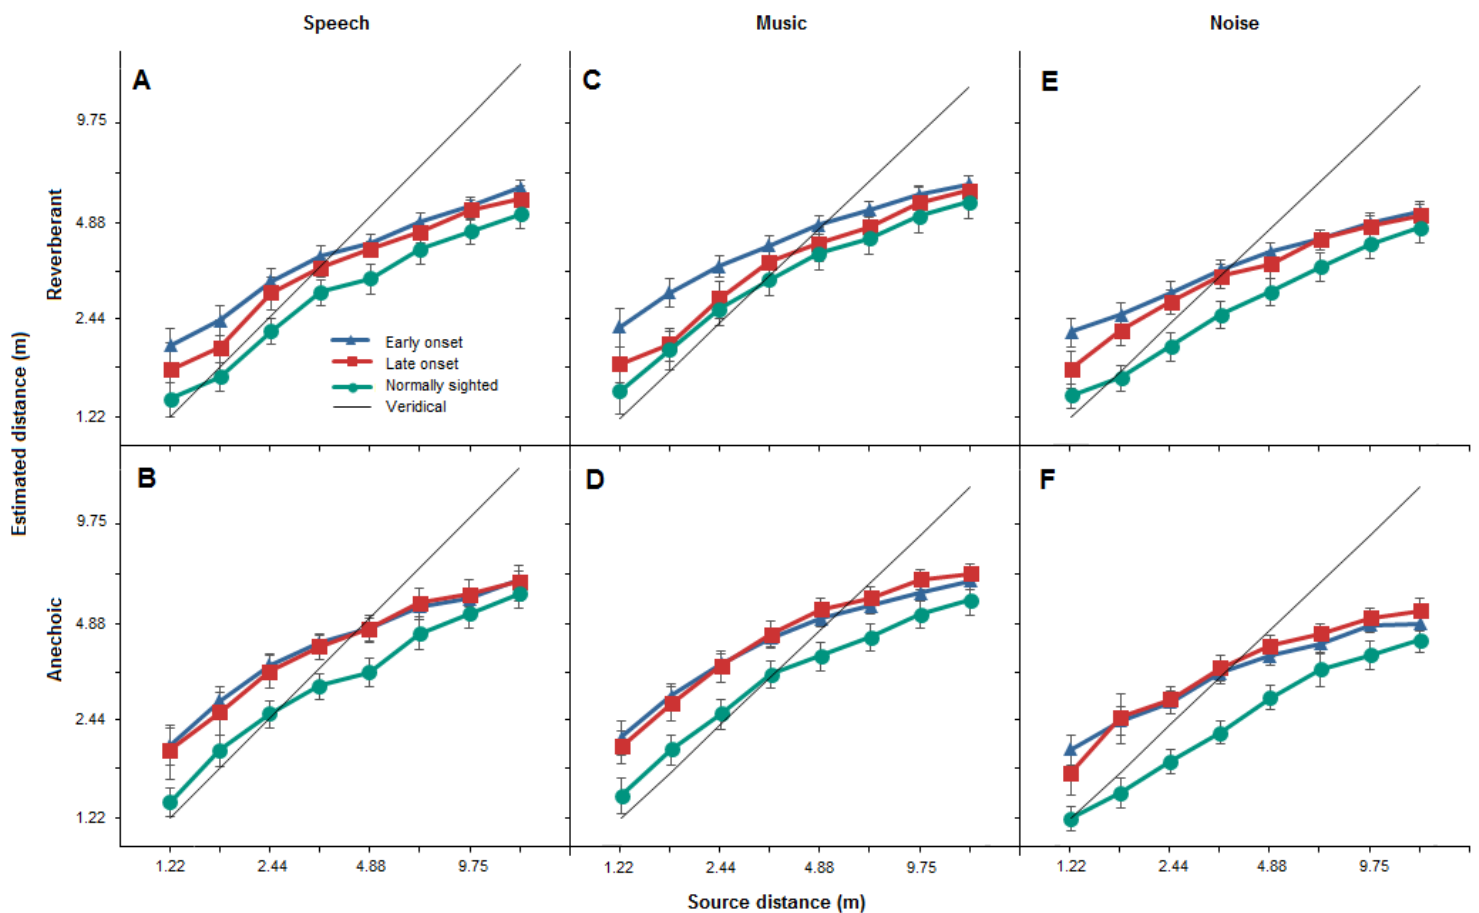 Speech Music Noise
A C E
9.75
4.88
2.44
1.22
Reverberant
Early onset
Late onset
Normally sighted
Veridical
Estimated distance (m)
B D F
9.75
4.88
2.44
1.22
Anechoic
1.22 2.44 4.88 9.75 1.22 2.44 4.88 9.75 1.22 2.44 4.88 9.75
Source distance (m)